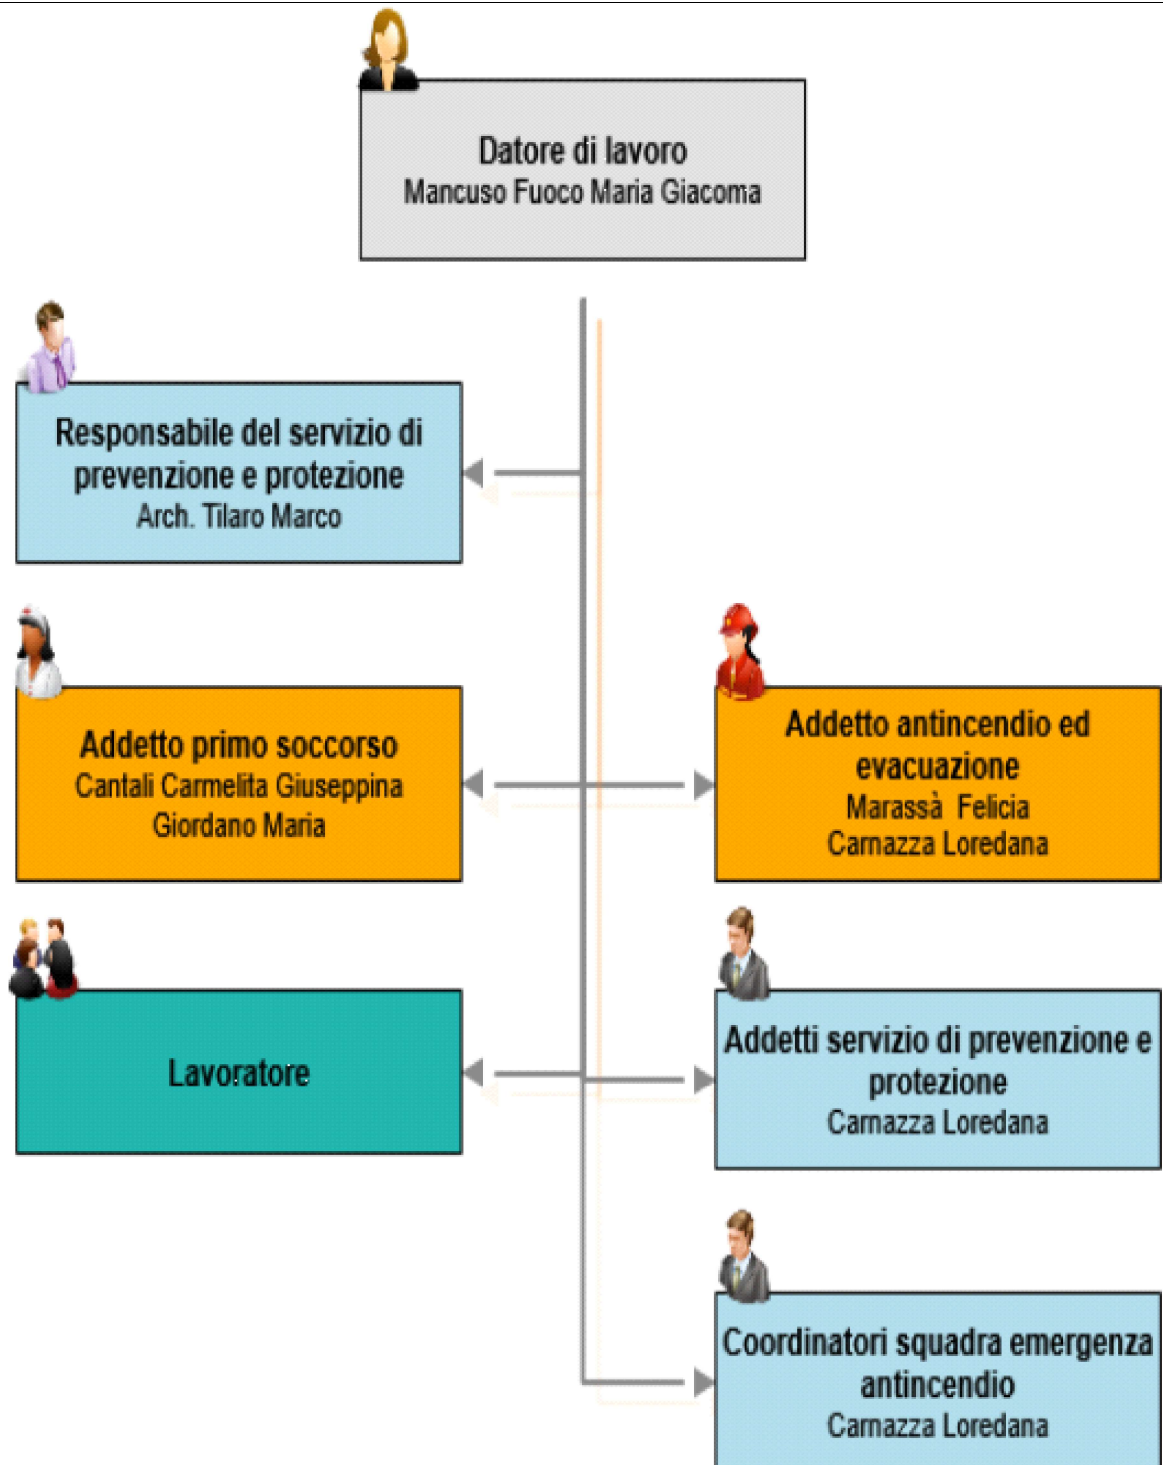 Datore di lavoro
Mancuso Fuoco Maria Giacoma
Responsabile del servizio di
prevenzione e protezione
Arch. Tilaro Marco
Addetto primo soccorso
Cantali Carmelita Giuseppina
Giordano Maria
Addetto antincendio ed
evacuazione
Marassà Felicia
Carnazza Loredana
Lavoratore
Addetti servizio di prevenzione e
protezione
Carnazza Loredana
Coordinatori squadra emergenza
antincendio
Carnazza Loredana